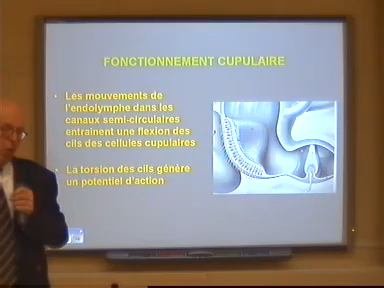 FONCTIONNEMENT CUPULAIRE
• Les mouvements de
l'endolymphe dans les
canaux semi-circulaires
entrainent une flexion des
cils des cellules cupulaires
• La torsion des cils génère
un potentiel d'action